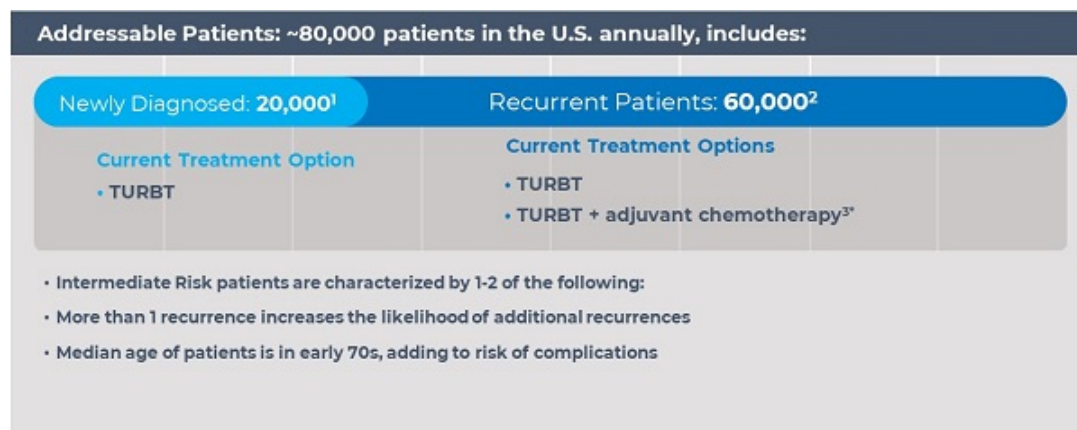 Addressable Patients: ~80,000 patients in the U.S. annually, includes:
Newly Diagnosed: 20,000¹
Recurrent Patients: 60,000²
Current Treatment Option
• TURBT
Current Treatment Options
• TURBT
• TURBT + adjuvant chemotherapy³*
• Intermediate Risk patients are characterized by 1-2 of the following:
• More than 1 recurrence increases the likelihood of additional recurrences
• Median age of patients is in early 70s, adding to risk of complications